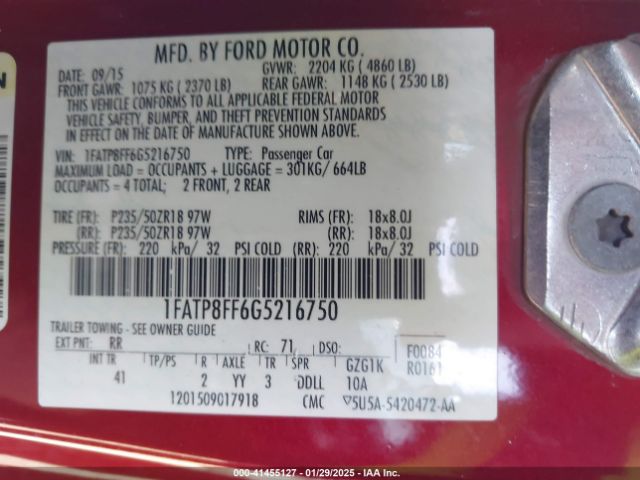 MFD. BY FORD MOTOR CO.
DATE: 09/15 GVWR: 2204 KG ( 4860 LB)
FRONT GAWR: 1075 KG ( 2370 LB) REAR GAWR: 1148 KG ( 2530 LB)
THIS VEHICLE CONFORMS TO ALL APPLICABLE FEDERAL MOTOR
VEHICLE SAFETY, BUMPER, AND THEFT PREVENTION STANDARDS
IN EFFECT ON THE DATE OF MANUFACTURE SHOWN ABOVE.
VIN: 1FATP8FF6G5216750 TYPE: Passenger Car
MAXIMUM LOAD = OCCUPANTS + LUGGAGE = 301KG/ 664LB
OCCUPANTS = 4 TOTAL; 2 FRONT, 2 REAR
TIRE (FR): P235/50ZR18 97W RIMS (FR): 18x8.0J
(RR): P235/50ZR18 97W (RR): 18x8.0J
PRESSURE (FR): 220 kPa/ 32 PSI COLD (RR): 220 kPa/ 32 PSI COLD
1FATP8FF6G5216750
TRAILER TOWING - SEE OWNER GUIDE
EXT PNT: RR RC: 71 DSO: F0084
INT TR TP/PS R AXLE TR SPR GZG1K R0161
41 2 YY 3 DDLL 10A
1201509017918 CMC 5U5A-5420472-AA
000-41455127 - 01/29/2025 - IAA Inc.